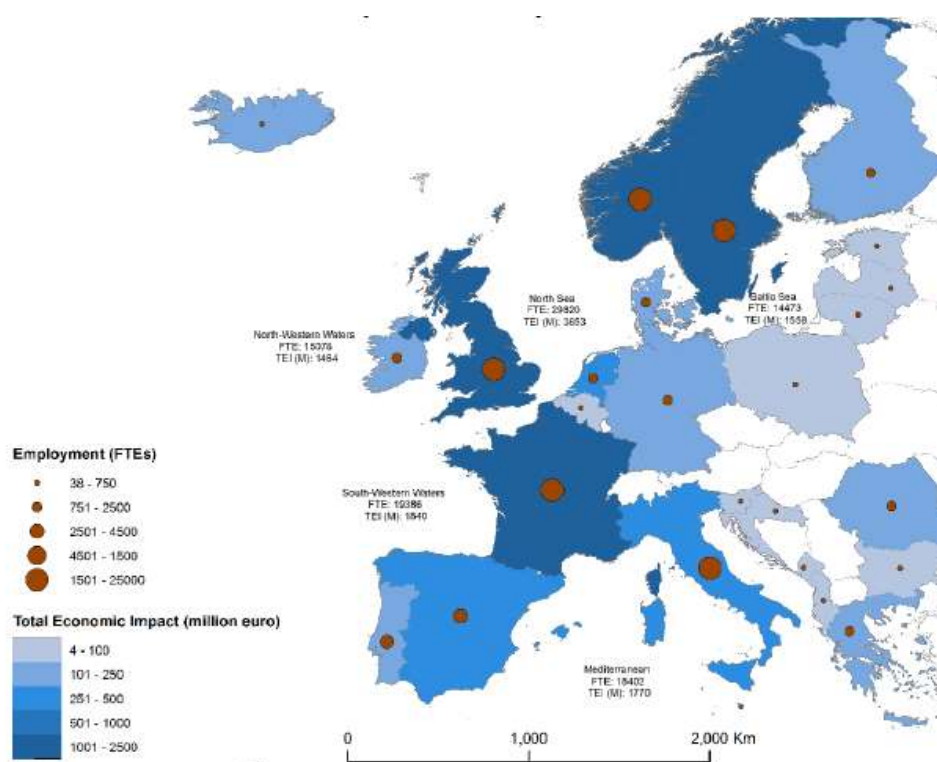 North Sea
FTE: 29820
TEI (M): 3653
Baltic Sea
FTE: 14473
TEI (M): 1558
North-Western Waters
FTE: 15078
TEI (M): 1464
Employment (FTEs)
38 - 750
751 - 2500
2501 - 4500
4501 - 1500
1501 - 25000
South-Western Waters
FTE: 19386
TEI (M): 1840
Total Economic Impact (million euro)
4 - 100
101 - 250
251 - 500
501 - 1000
1001 - 2500
Mediterranean
FTE: 18402
TEI (M): 1770
0 1,000 2,000 Km